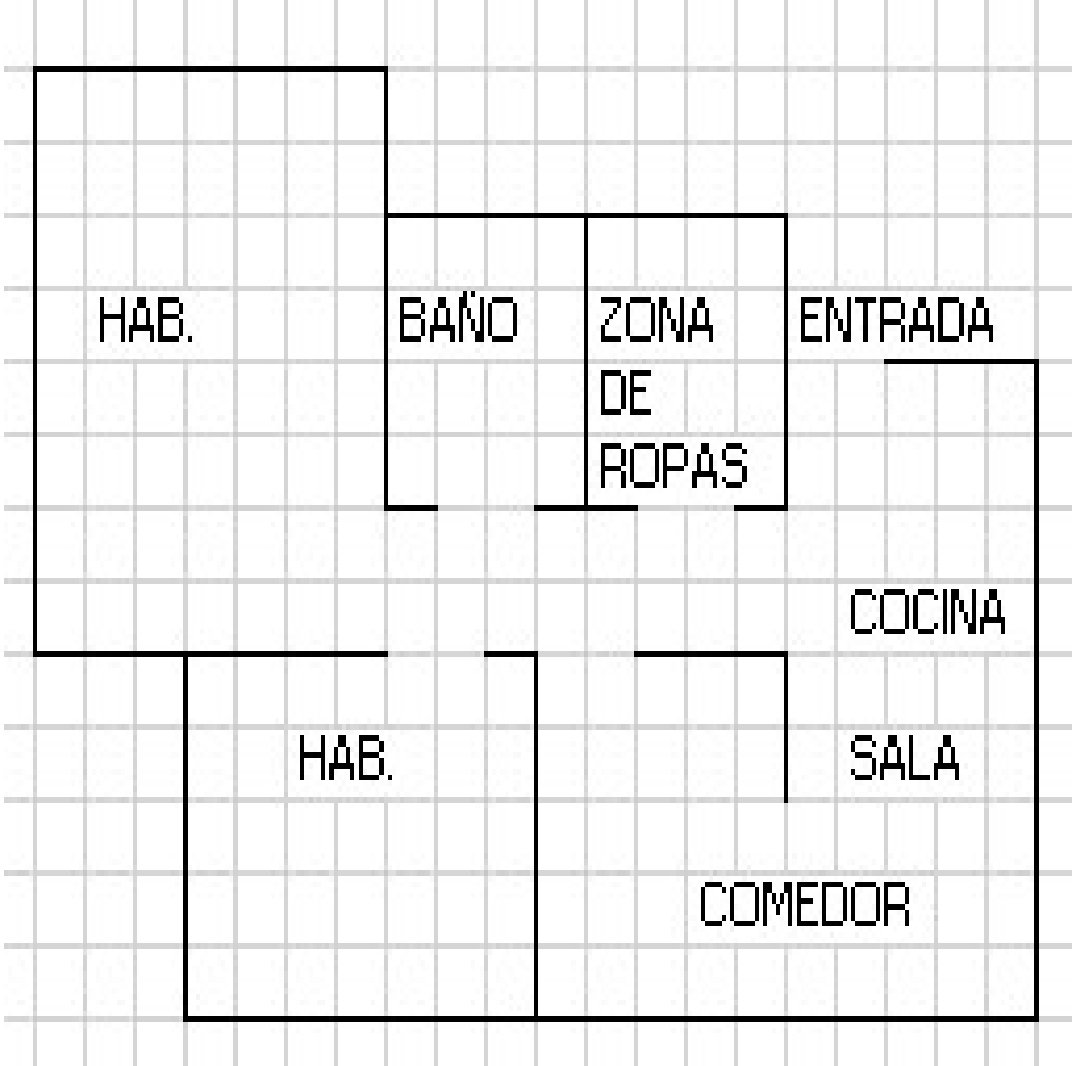 HAB.
BAÑO
ZONA
DE
ROPAS
ENTRADA
COCINA
HAB.
SALA
COMEDOR